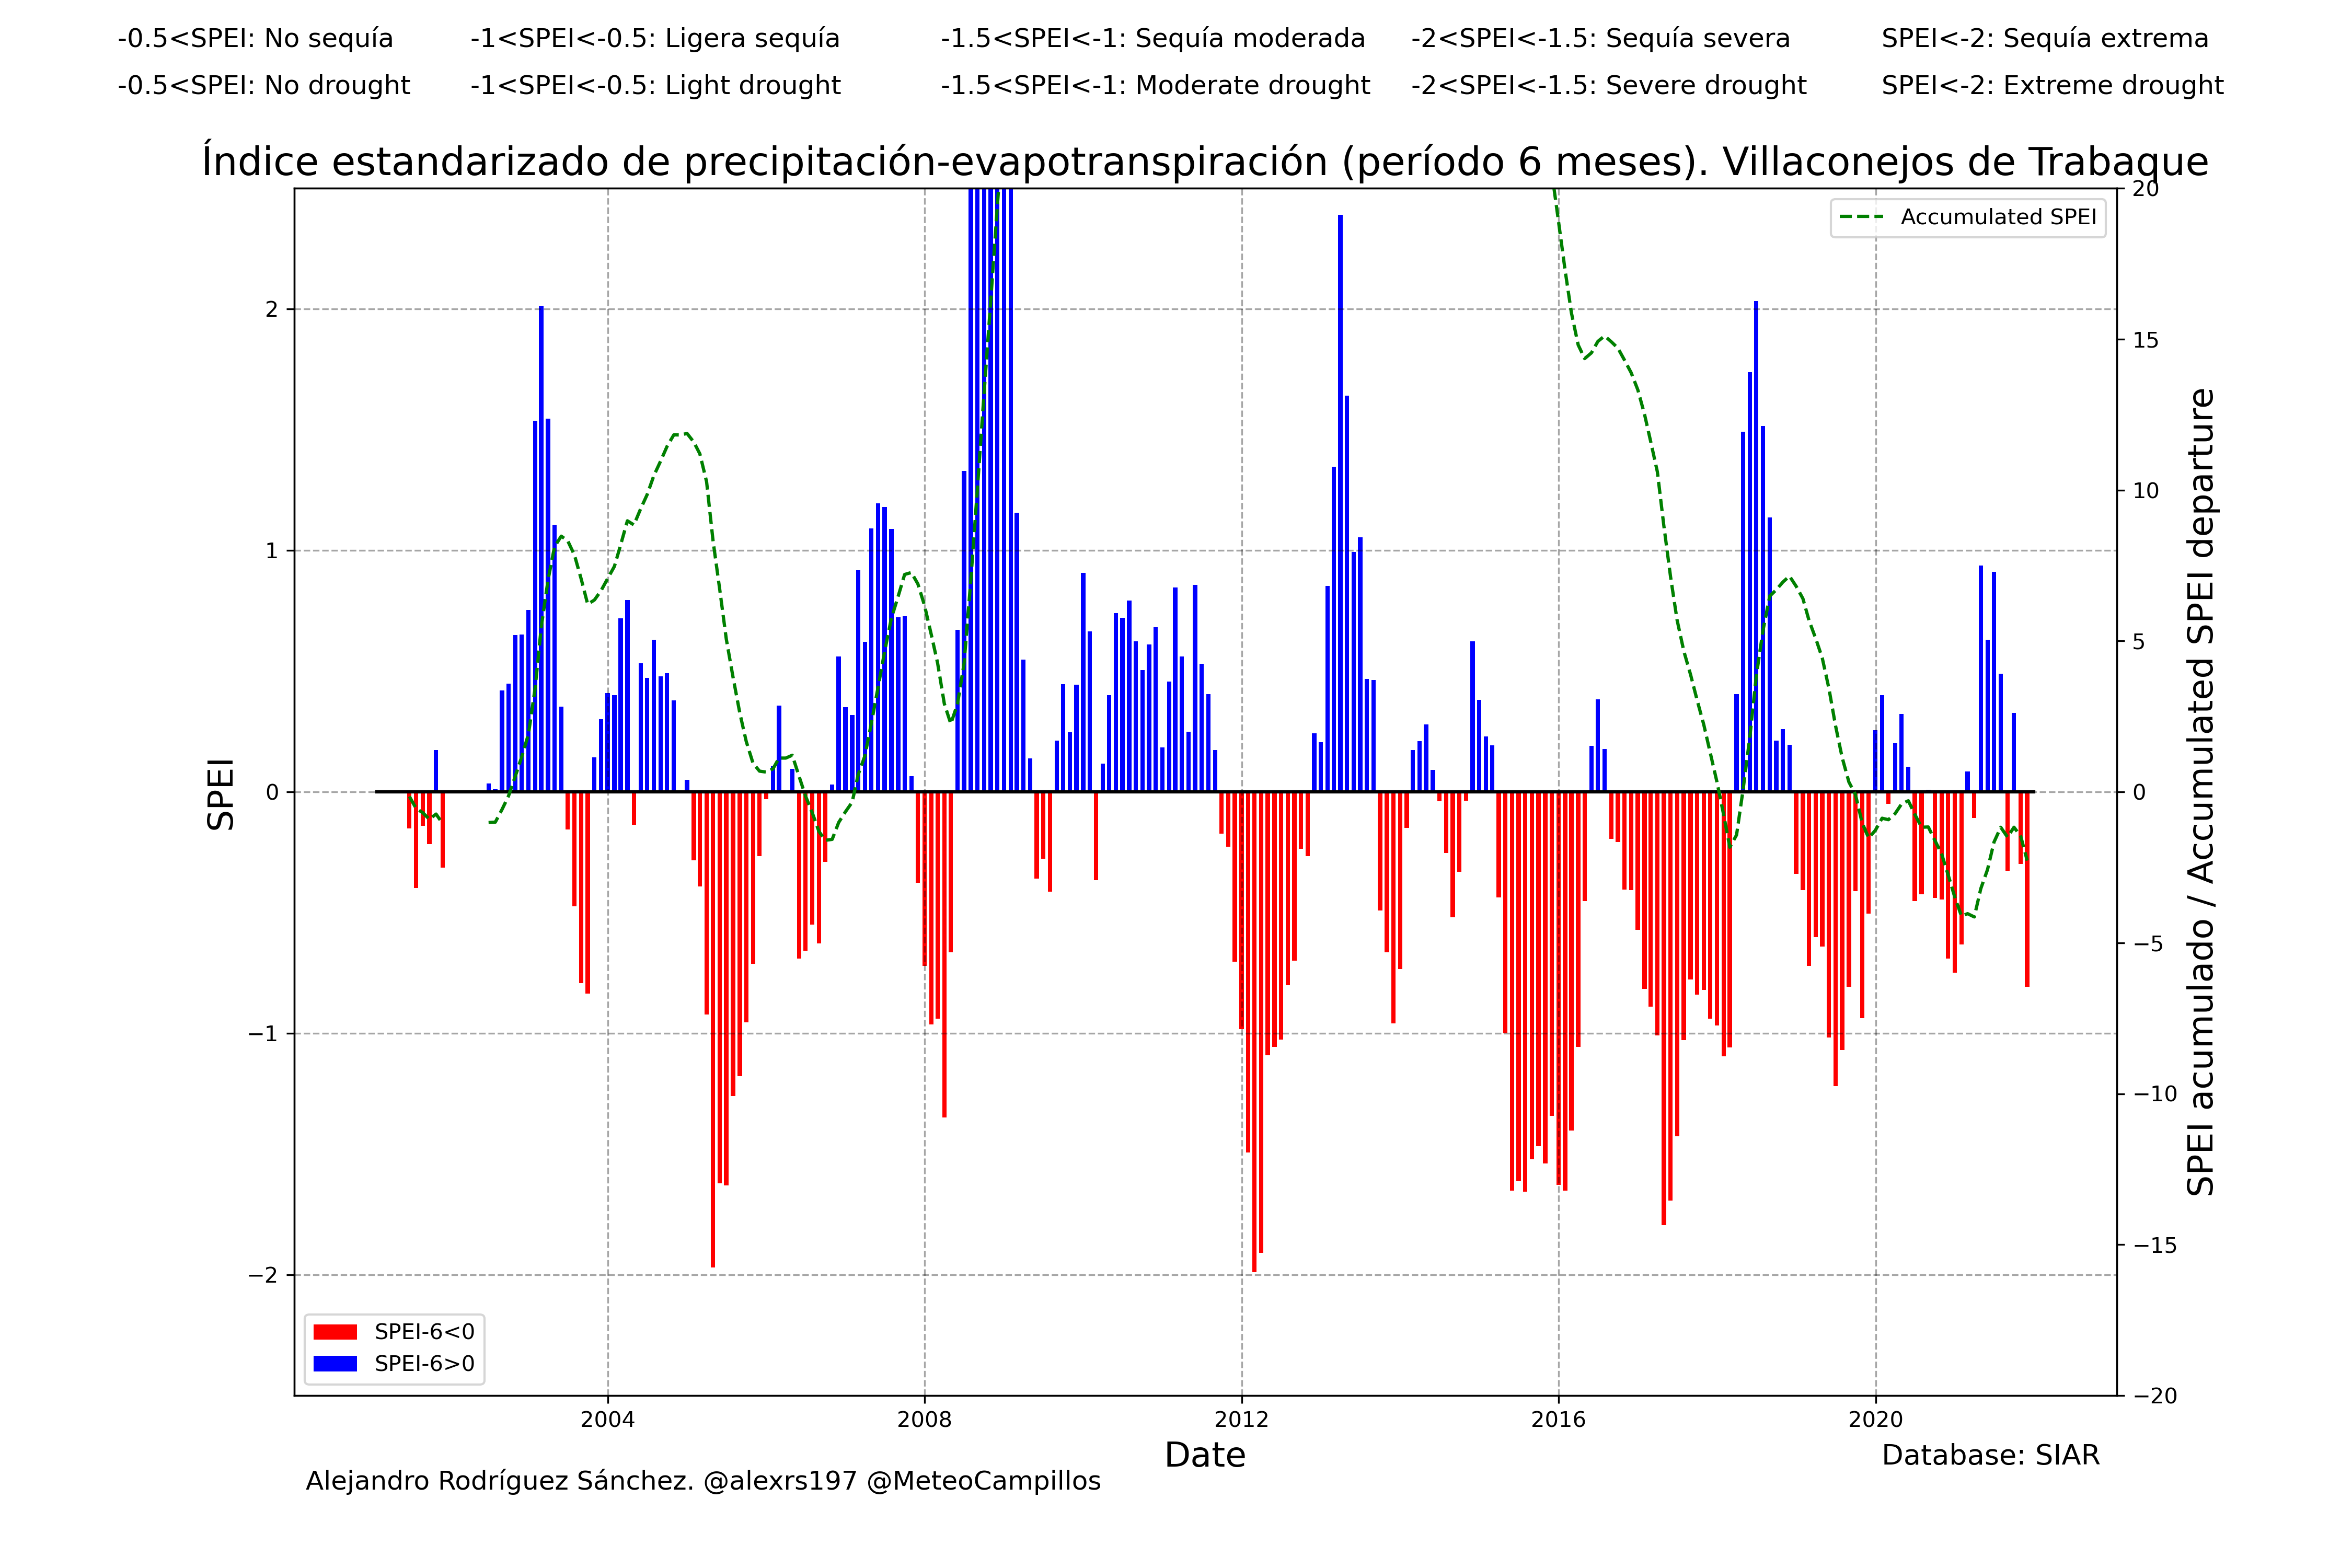 -0.5<SPEI: No sequía -1<SPEI<-0.5: Ligera sequía -1.5<SPEI<-1: Sequía moderada -2<SPEI<-1.5: Sequía severa SPEI<-2: Sequía extrema
-0.5<SPEI: No drought -1<SPEI<-0.5: Light drought -1.5<SPEI<-1: Moderate drought -2<SPEI<-1.5: Severe drought SPEI<-2: Extreme drought
Índice estandarizado de precipitación-evapotranspiración (período 6 meses). Villaconejos de Trabaque
Accumulated SPEI
SPEI
2
1
0
−1
−2
20
15
10
5
0
−5
−10
−15
−20
SPEI acumulado / Accumulated SPEI departure
SPEI-6<0
SPEI-6>0
2004 2008 2012 2016 2020
Date
Database: SIAR
Alejandro Rodríguez Sánchez. @alexrs197 @MeteoCampillos